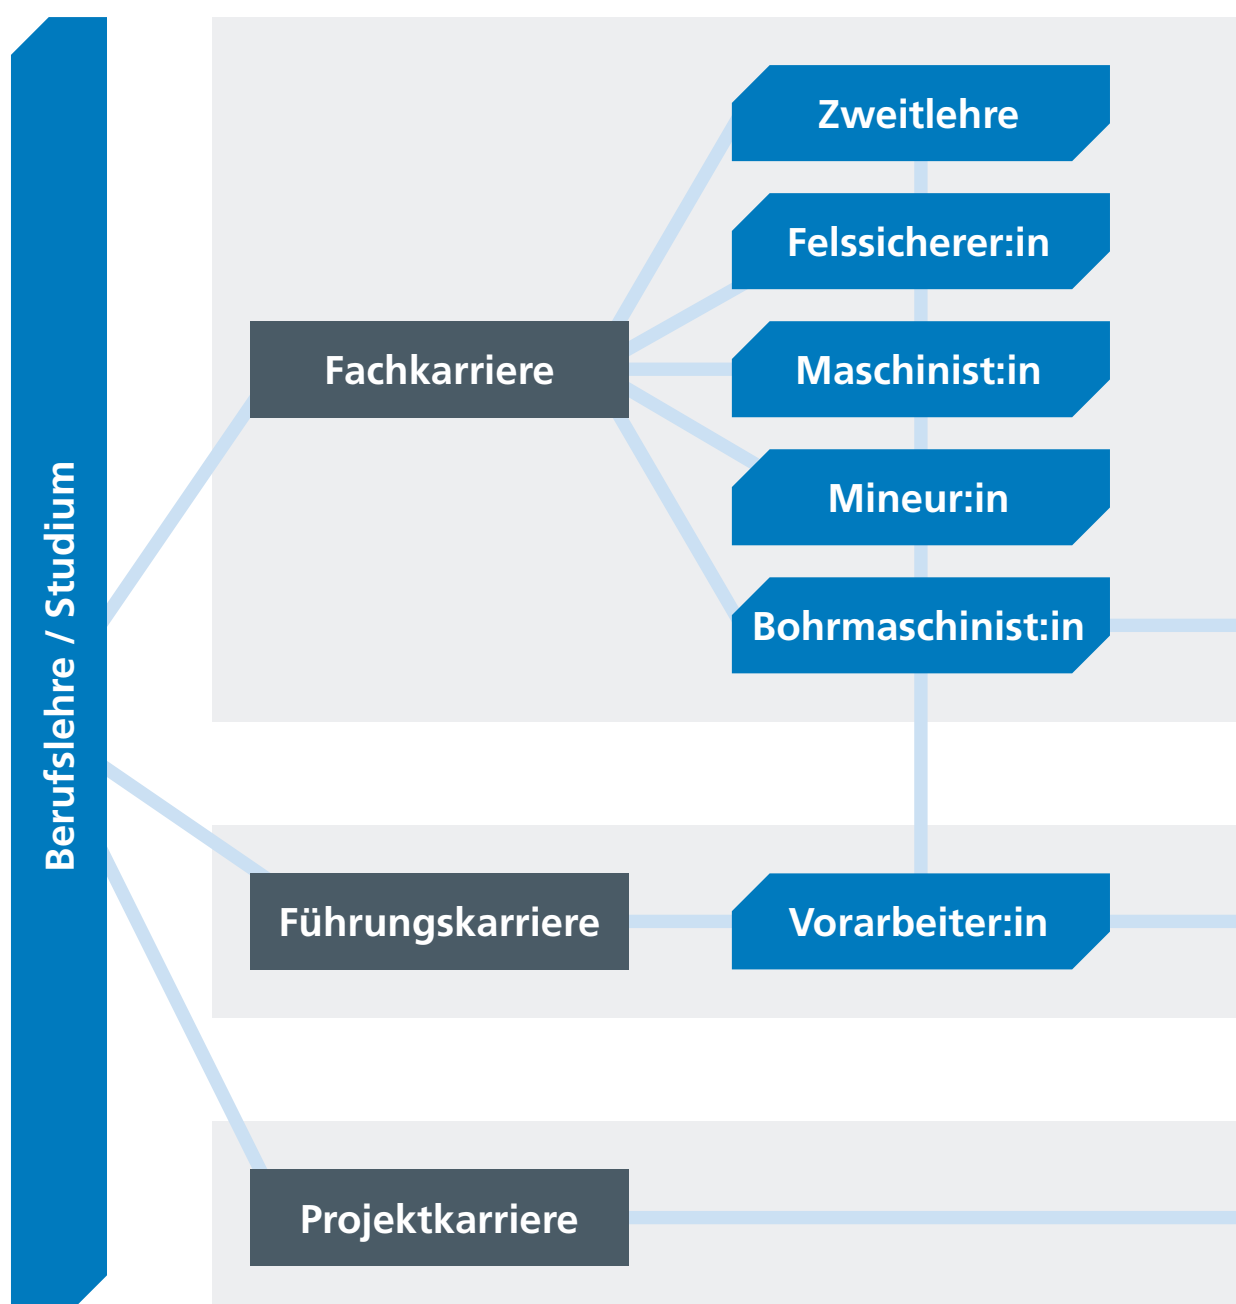 Berufslehre / Studium
Fachkarriere
Zweitlehre
Felssicherer:in
Maschinist:in
Mineur:in
Bohrmaschinist:in
Führungskarriere
Vorarbeiter:in
Projektkarriere